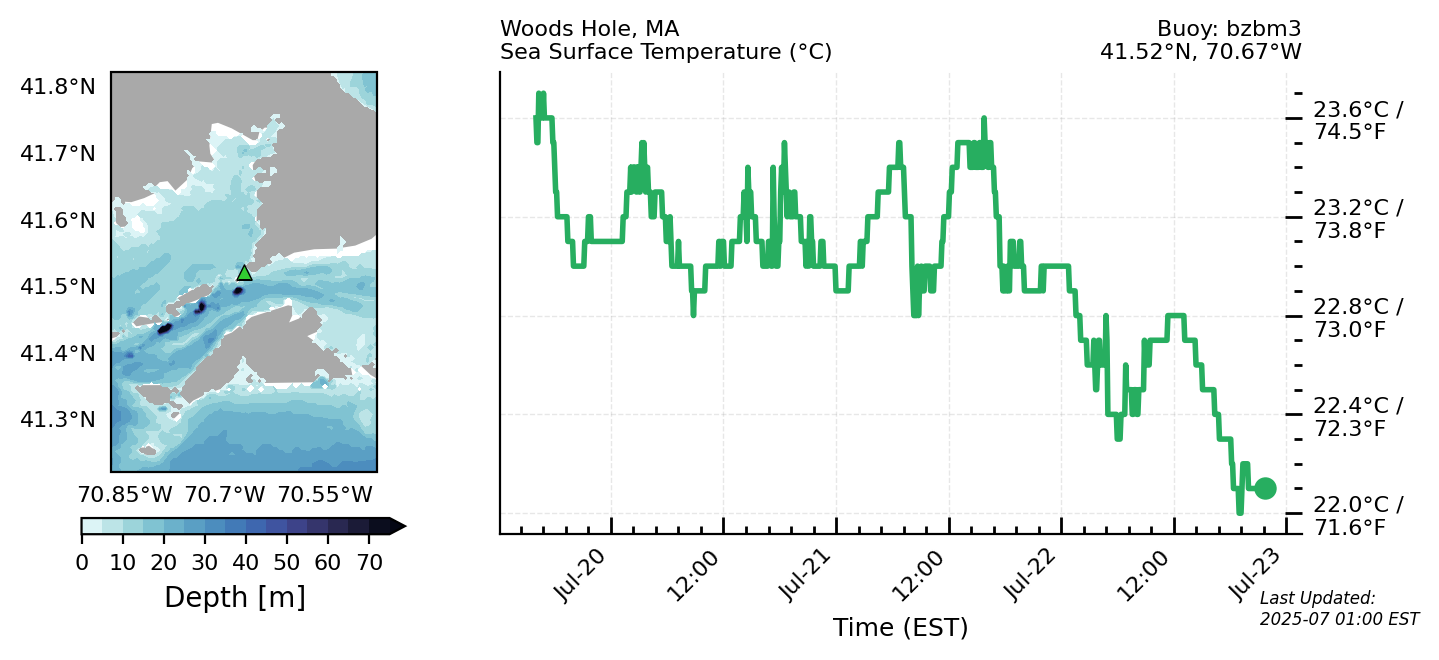 Woods Hole, MA
Sea Surface Temperature (°C)
Buoy: bzbm3
41.52°N, 70.67°W
41.8°N
41.7°N
41.6°N
41.5°N
41.4°N
41.3°N
70.85°W 70.7°W 70.55°W
0 10 20 30 40 50 60 70
Depth [m]
23.6°C /
74.5°F
23.2°C /
73.8°F
22.8°C /
73.0°F
22.4°C /
72.3°F
22.0°C /
71.6°F
Jul-20 12:00 Jul-21 12:00 Jul-22 12:00 Jul-23
Time (EST)
Last Updated:
2025-07 01:00 EST